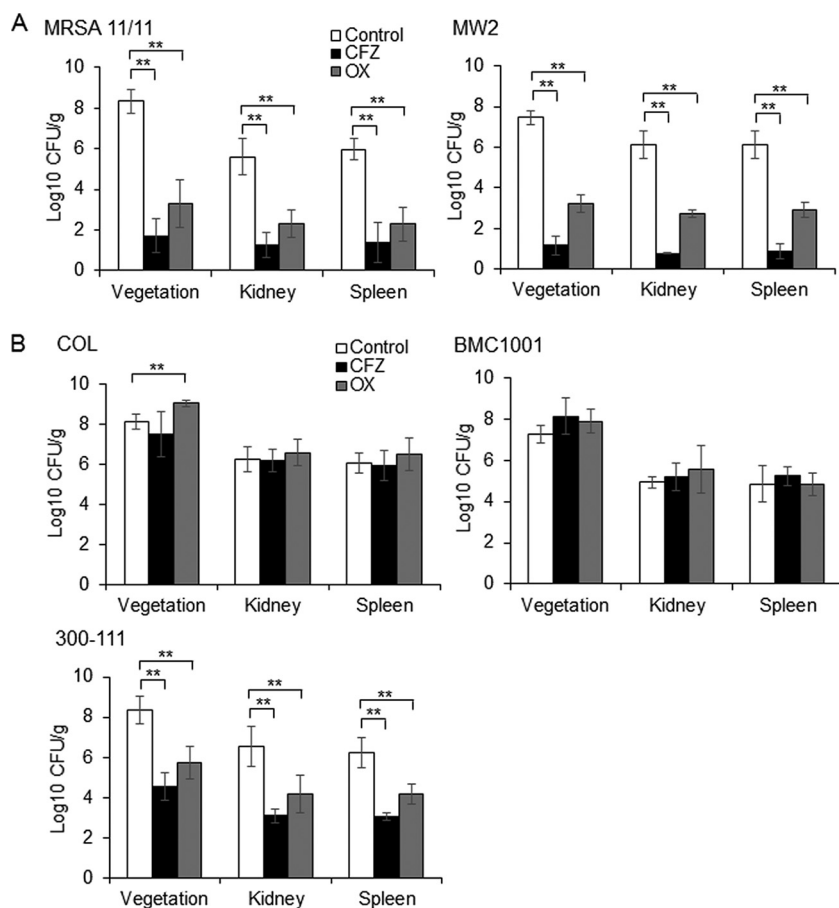 A MRSA 11/11
Control
CFZ
OX
** ** ** ** ** **
Log10 CFU/g
10
8
6
4
2
0
Vegetation Kidney Spleen
MW2
** ** ** ** ** **
Log10 CFU/g
10
8
6
4
2
0
Vegetation Kidney Spleen
B COL
Control
CFZ
OX
**
Log10 CFU/g
10
8
6
4
2
0
Vegetation Kidney Spleen
BMC1001
Log10 CFU/g
10
8
6
4
2
0
Vegetation Kidney Spleen
300-111
** ** ** ** ** **
Log10 CFU/g
10
8
6
4
2
0
Vegetation Kidney Spleen